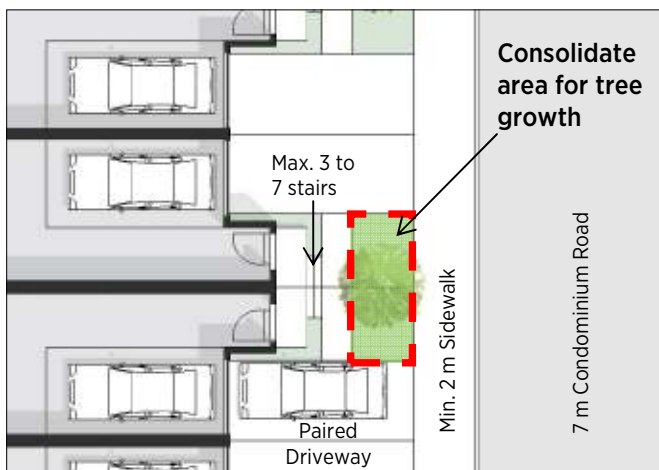 Consolidate
area for tree
growth
Max. 3 to
7 stairs
Min. 2 m Sidewalk
7 m Condominium Road
Paired
Driveway